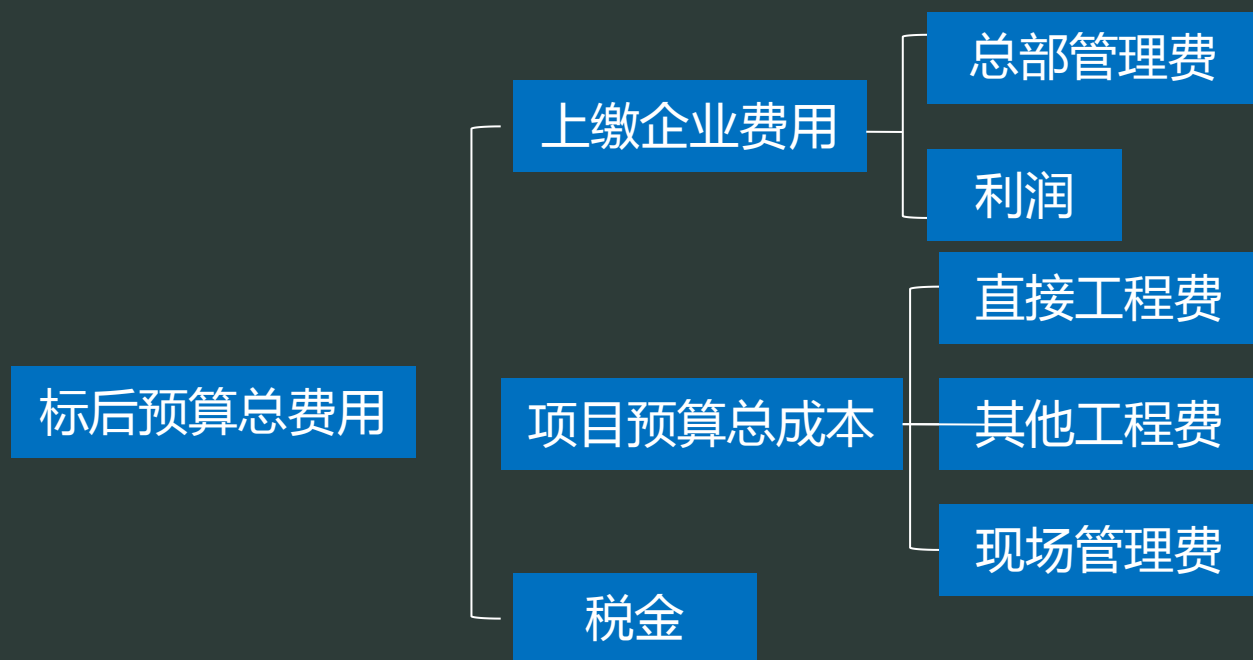 标后预算总费用
上缴企业费用
总部管理费
利润
项目预算总成本
直接工程费
其他工程费
现场管理费
税金